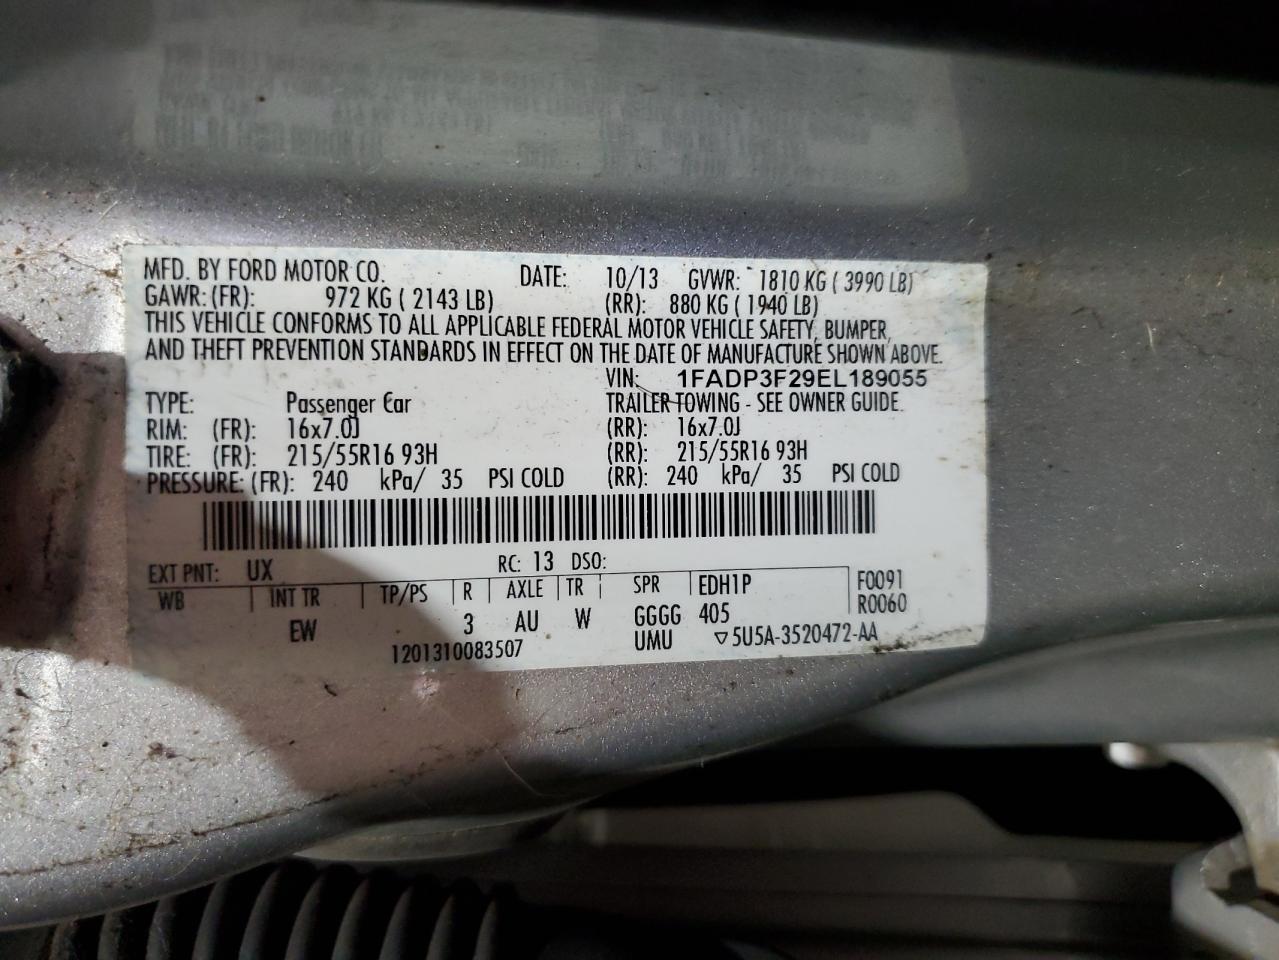 MFD. BY FORD MOTOR CO. DATE: 10/13 GVWR: 1810 KG ( 3990 LB)
GAWR: (FR): 972 KG ( 2143 LB) (RR): 880 KG ( 1940 LB)
THIS VEHICLE CONFORMS TO ALL APPLICABLE FEDERAL MOTOR VEHICLE SAFETY, BUMPER,
AND THEFT PREVENTION STANDARDS IN EFFECT ON THE DATE OF MANUFACTURE SHOWN ABOVE.
VIN: 1FADP3F29EL189055
TYPE: Passenger Car TRAILER TOWING - SEE OWNER GUIDE
RIM: (FR): 16x7.0J (RR): 16x7.0J
TIRE: (FR): 215/55R16 93H (RR): 215/55R16 93H
PRESSURE: (FR): 240 kPa/ 35 PSI COLD (RR): 240 kPa/ 35 PSI COLD
EXT PNT: UX RC: 13 DSO:
WB INT TR TP/PS R AXLE TR SPR EDH1P F0091
EW 3 AU W GGGG 405 R0060
1201310083507 UMU ▽5U5A-3520472-AA